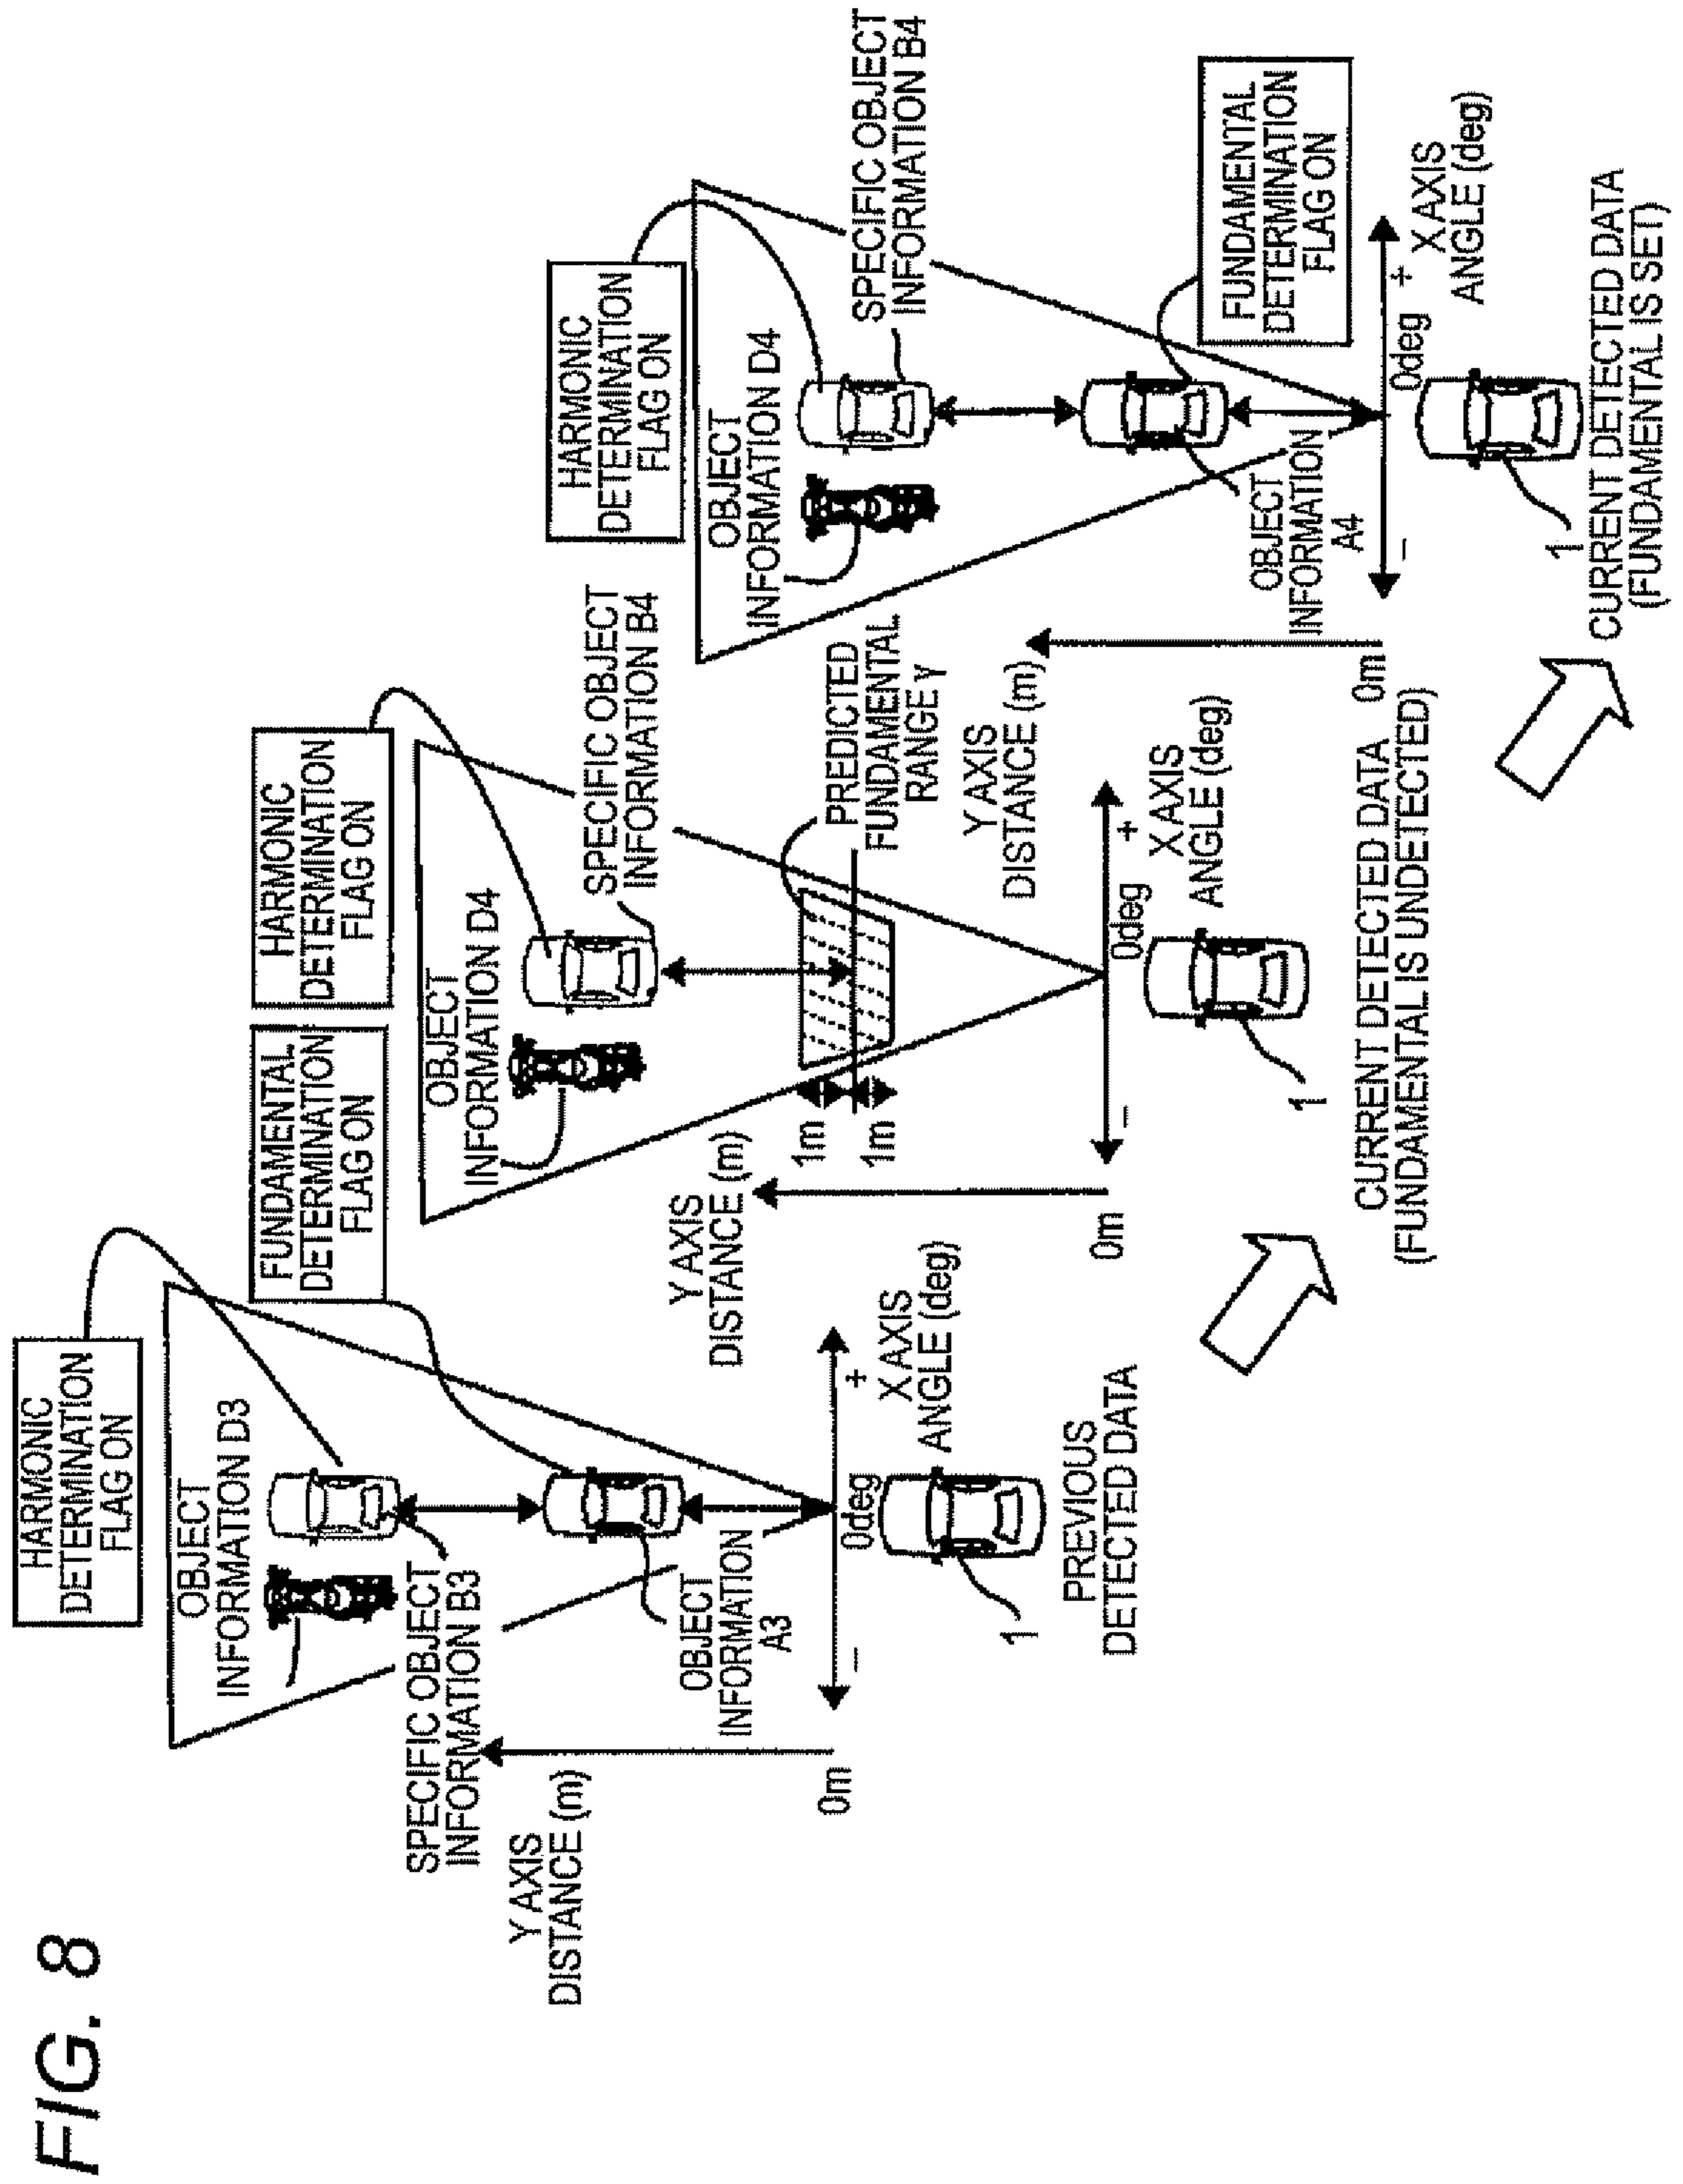 FIG. 8
HARMONIC
DETERMINATION
FLAG ON
OBJECT
INFORMATION D3
SPECIFIC OBJECT
INFORMATION B3
OBJECT
INFORMATION
A3
FUNDAMENTAL
DETERMINATION
FLAG ON
Y AXIS
DISTANCE (m)
0m
−
0deg
+
X AXIS
ANGLE (deg)
1
PREVIOUS
DETECTED DATA
HARMONIC
DETERMINATION
FLAG ON
OBJECT
INFORMATION D4
SPECIFIC OBJECT
INFORMATION B4
PREDICTED
FUNDAMENTAL
RANGE γ
1m
1m
Y AXIS
DISTANCE (m)
0m
−
0deg
+
X AXIS
ANGLE (deg)
1
CURRENT DETECTED DATA
(FUNDAMENTAL IS UNDETECTED)
HARMONIC
DETERMINATION
FLAG ON
OBJECT
INFORMATION D4
SPECIFIC OBJECT
INFORMATION B4
FUNDAMENTAL
DETERMINATION
FLAG ON
OBJECT
INFORMATION
A4
Y AXIS
DISTANCE (m)
0m
−
0deg
+
X AXIS
ANGLE (deg)
1
CURRENT DETECTED DATA
(FUNDAMENTAL IS SET)